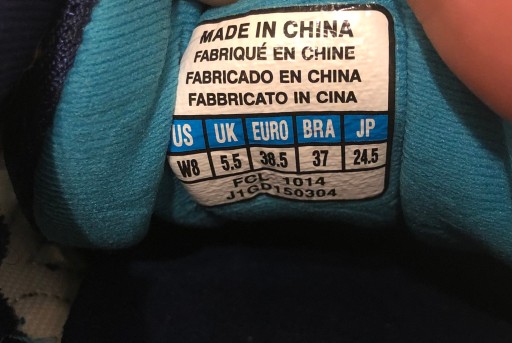 MADE IN CHINA
FABRIQUÉ EN CHINE
FABRICADO EN CHINA
FABBRICATO IN CINA
US UK EURO BRA JP
W8 5.5 38.5 37 24.5
FCL 1014
J1GD150304